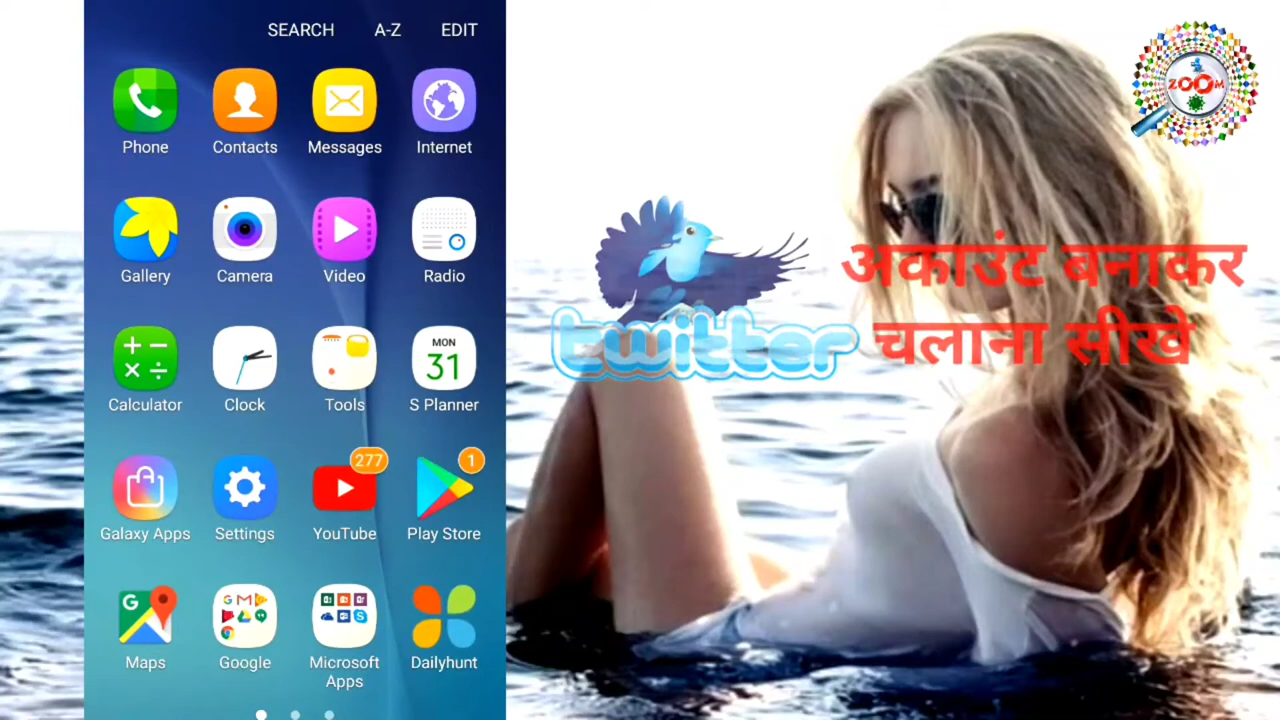 SEARCH A-Z EDIT
ZOOM
Phone Contacts Messages Internet
Gallery Camera Video Radio
अकाउंट बनाकर
twitter चलाना सीखे
MON
31
Calculator Clock Tools S Planner
277 1
Galaxy Apps Settings YouTube Play Store
G
G M
Maps Google Microsoft Dailyhunt
Apps